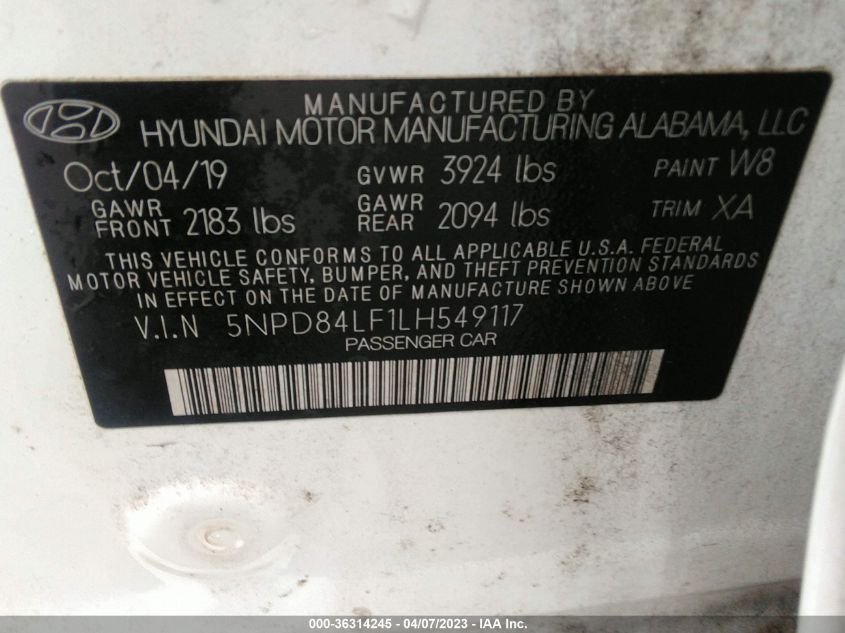 MANUFACTURED BY
HYUNDAI MOTOR MANUFACTURING ALABAMA, LLC
Oct/04/19 GVWR 3924 lbs PAINT W8
GAWR FRONT 2183 lbs GAWR REAR 2094 lbs TRIM XA
THIS VEHICLE CONFORMS TO ALL APPLICABLE U.S.A. FEDERAL
MOTOR VEHICLE SAFETY, BUMPER, AND THEFT PREVENTION STANDARDS
IN EFFECT ON THE DATE OF MANUFACTURE SHOWN ABOVE
V.I.N 5NPD84LF1LH549117
PASSENGER CAR
000-36314245 - 04/07/2023 - IAA Inc.